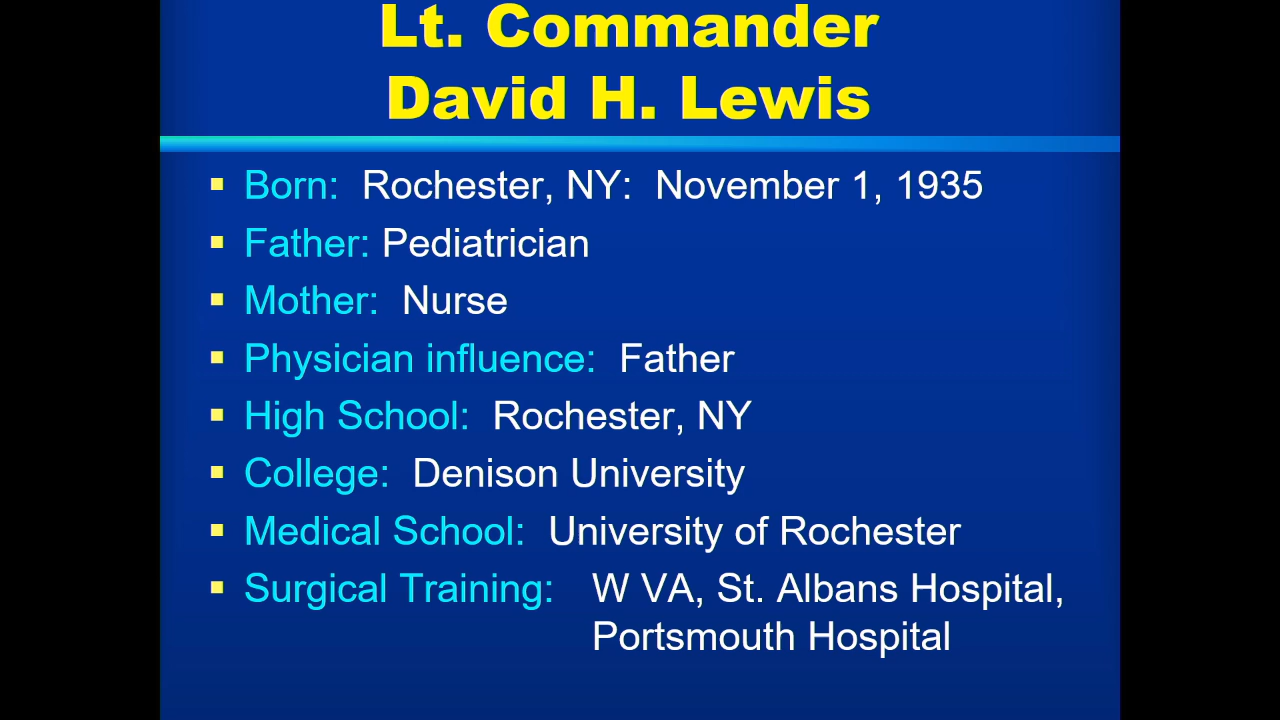 Lt. Commander
David H. Lewis
Born: Rochester, NY: November 1, 1935
Father: Pediatrician
Mother: Nurse
Physician influence: Father
High School: Rochester, NY
College: Denison University
Medical School: University of Rochester
Surgical Training: W VA, St. Albans Hospital,
Portsmouth Hospital